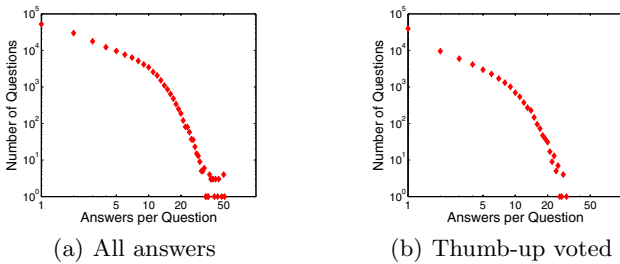 Number of Questions
10^5
10^4
10^3
10^2
10^1
10^0
1 5 10 20 50
Answers per Question
(a) All answers
Number of Questions
10^5
10^4
10^3
10^2
10^1
10^0
1 5 10 20 50
Answers per Question
(b) Thumb-up voted